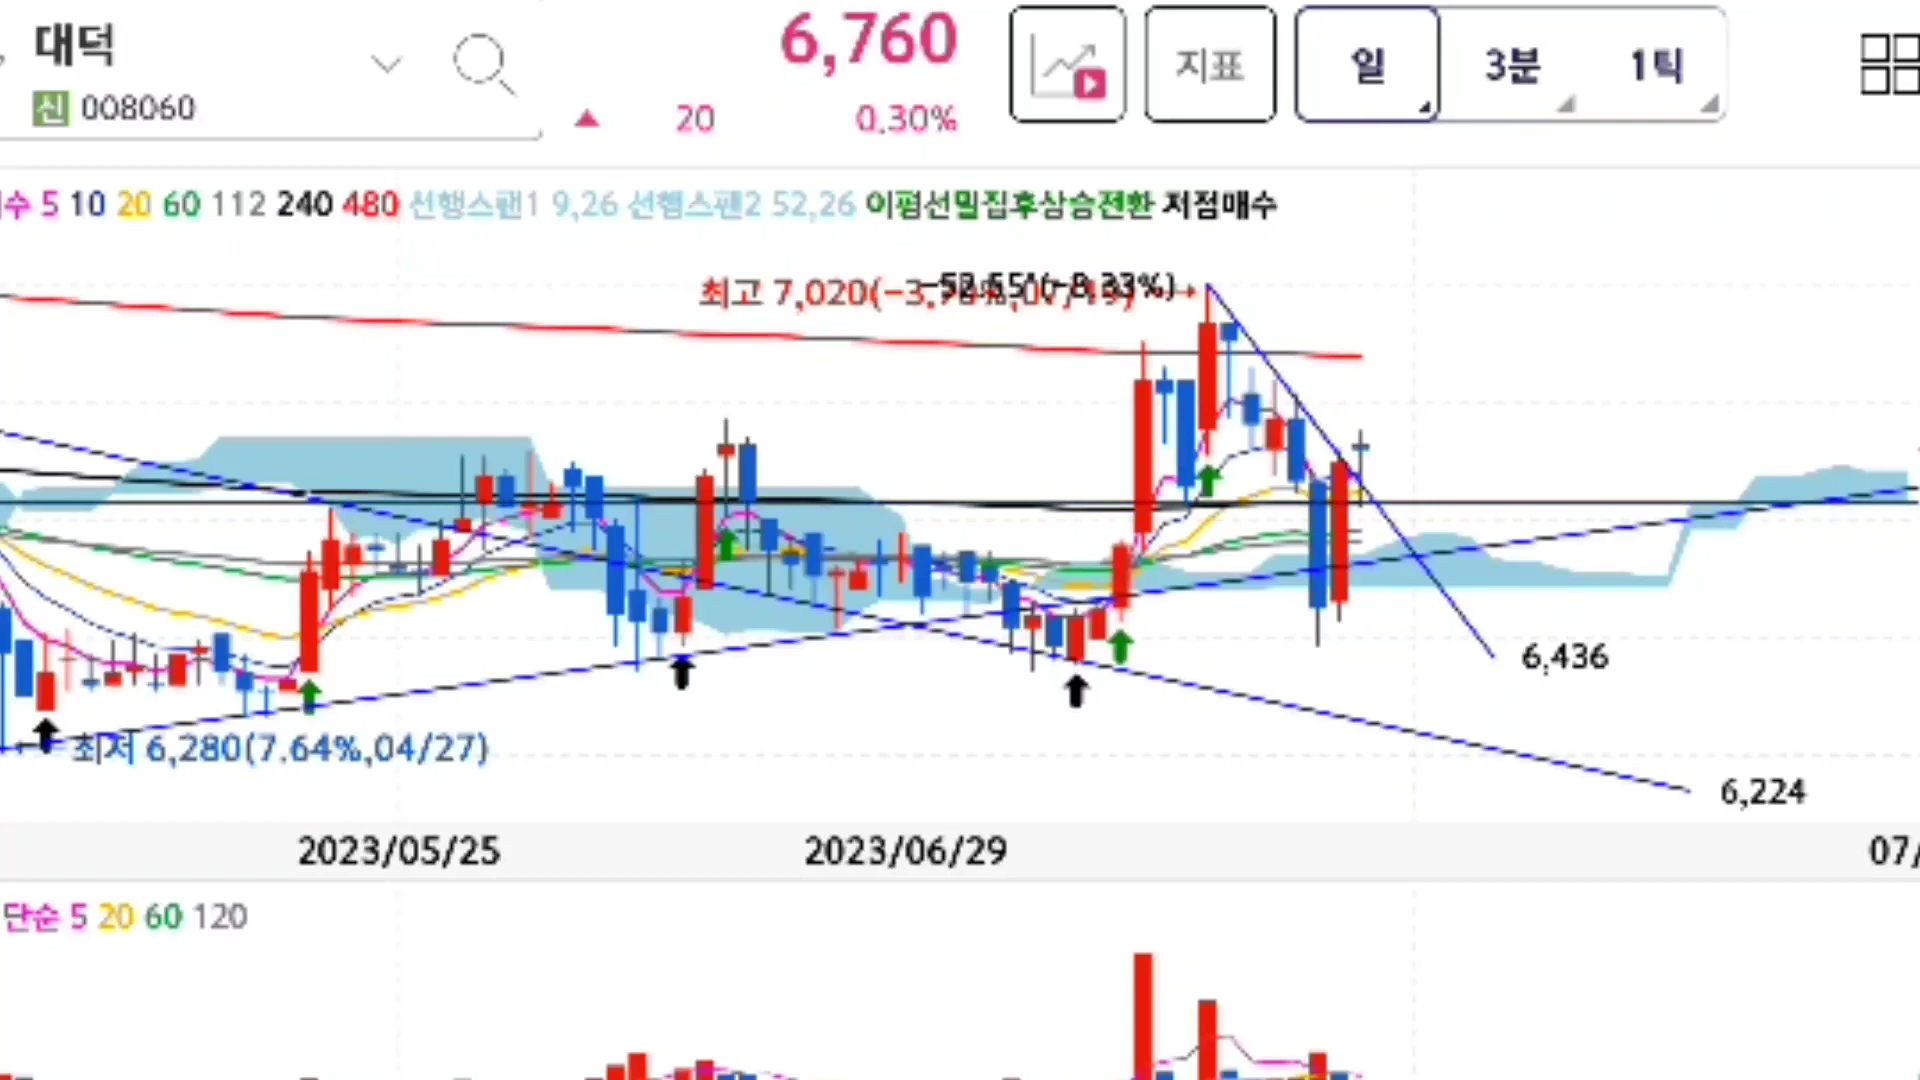 대덕
신 008060
6,760
▲ 20 0.30%
지표 일 3분 1틱
수 5 10 20 60 112 240 480 선행스팬1 9,26 선행스팬2 52,26 이평선밀집후상승전환 저점매수
최고 7,020
최저 6,280(7.64%,04/27)
6,436
6,224
2023/05/25 2023/06/29 07/
단순 5 20 60 120